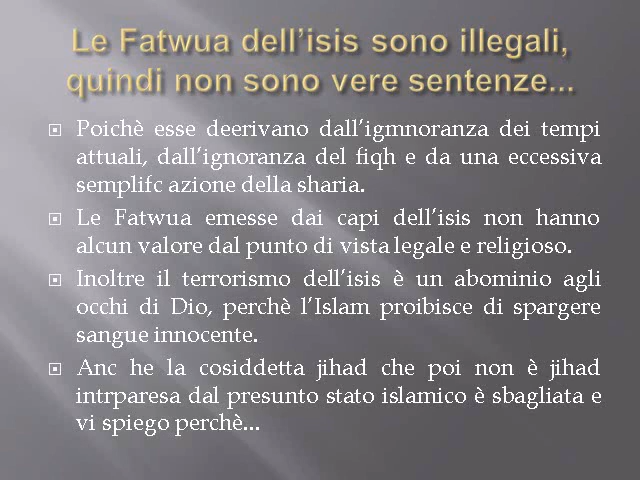 Le Fatwua dell'isis sono illegali,
quindi non sono vere sentenze...
Poichè esse deerivano dall'igmnoranza dei tempi
attuali, dall'ignoranza del fiqh e da una eccessiva
semplifc azione della sharia.
Le Fatwua emesse dai capi dell'isis non hanno
alcun valore dal punto di vista legale e religioso.
Inoltre il terrorismo dell'isis è un abominio agli
occhi di Dio, perchè l'Islam proibisce di spargere
sangue innocente.
Anc he la cosiddetta jihad che poi non è jihad
intrparesa dal presunto stato islamico è sbagliata e
vi spiego perchè...